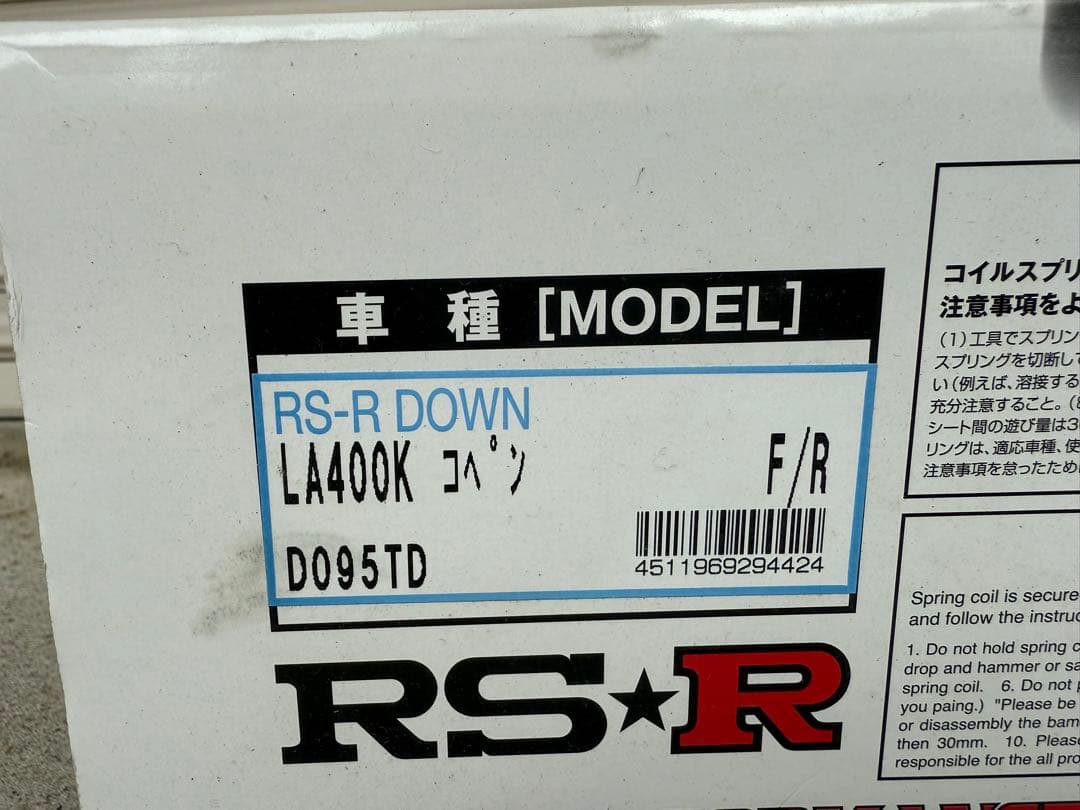 車 種 [MODEL]
RS-R DOWN
LA400K コペン F/R
D095TD
4511969294424
RS★R
コイルスプリ
注意事項をよ
(1)工具でスプリン
スプリングを切断し
い(例えば、溶接する
充分注意すること。(
シート間の遊び量は3
リングは、適応車種、使
注意事項を怠ったため
Spring coil is secure
and follow the instruc
1. Do not hold spring
drop and hammer or sa
spring coil. 6. Do not
you paing.) "Please be
or disassembly the bam
then 30mm. 10. Please
responsible for the all pro